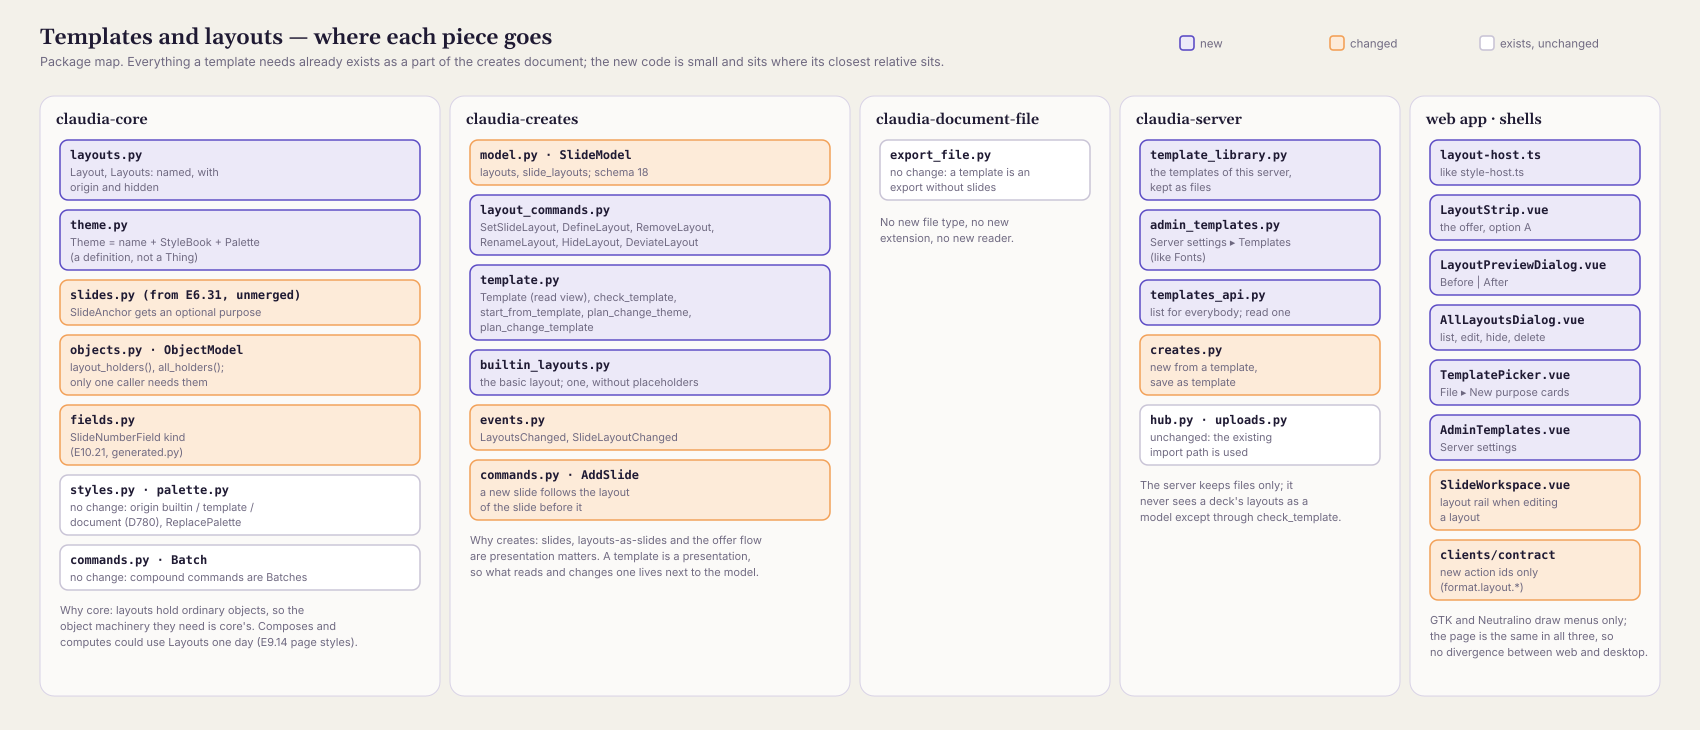 Templates and layouts — where each piece goes
Package map. Everything a template needs already exists as a part of the creates document; the new code is small and sits where its closest relative sits.
new
changed
exists, unchanged
claudia-core
layouts.py
Layout, Layouts: named, with
origin and hidden
theme.py
Theme = name + StyleBook + Palette
(a definition, not a Thing)
slides.py (from E6.31, unmerged)
SlideAnchor gets an optional purpose
objects.py · ObjectModel
layout_holders(), all_holders();
only one caller needs them
fields.py
SlideNumberField kind
(E10.21, generated.py)
styles.py · palette.py
no change: origin builtin / template /
document (D780), ReplacePalette
commands.py · Batch
no change: compound commands are Batches
Why core: layouts hold ordinary objects, so the
object machinery they need is core's. Composes and
computes could use Layouts one day (E9.14 page styles).
claudia-creates
model.py · SlideModel
layouts, slide_layouts; schema 18
layout_commands.py
SetSlideLayout, DefineLayout, RemoveLayout,
RenameLayout, HideLayout, DeviateLayout
template.py
Template (read view), check_template,
start_from_template, plan_change_theme,
plan_change_template
builtin_layouts.py
the basic layout; one, without placeholders
events.py
LayoutsChanged, SlideLayoutChanged
commands.py · AddSlide
a new slide follows the layout
of the slide before it
Why creates: slides, layouts-as-slides and the offer flow
are presentation matters. A template is a presentation,
so what reads and changes one lives next to the model.
claudia-document-file
export_file.py
no change: a template is an
export without slides
No new file type, no new
extension, no new reader.
claudia-server
template_library.py
the templates of this server,
kept as files
admin_templates.py
Server settings ▸ Templates
(like Fonts)
templates_api.py
list for everybody; read one
creates.py
new from a template,
save as template
hub.py · uploads.py
unchanged: the existing
import path is used
The server keeps files only; it
never sees a deck's layouts as a
model except through check_template.
web app · shells
layout-host.ts
like style-host.ts
LayoutStrip.vue
the offer, option A
LayoutPreviewDialog.vue
Before | After
AllLayoutsDialog.vue
list, edit, hide, delete
TemplatePicker.vue
File ▸ New purpose cards
AdminTemplates.vue
Server settings
SlideWorkspace.vue
layout rail when editing
a layout
clients/contract
new action ids only
(format.layout.*)
GTK and Neutralino draw menus only;
the page is the same in all three, so
no divergence between web and desktop.